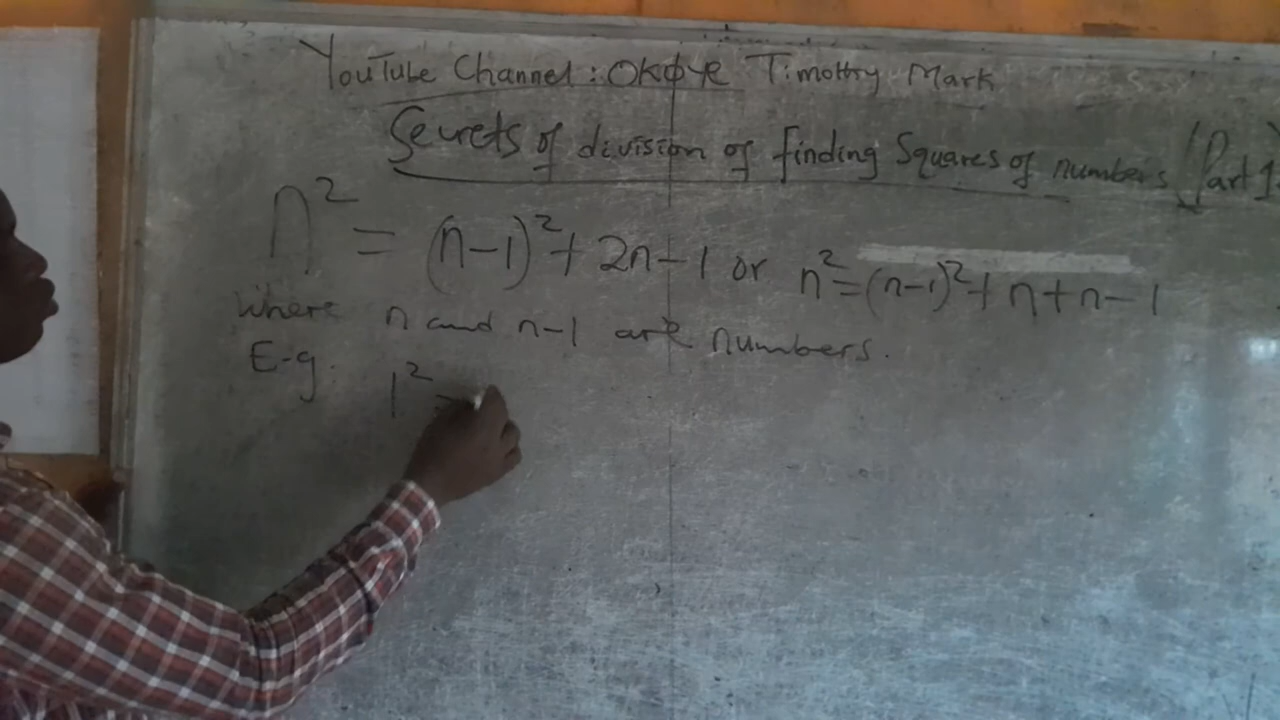 YouTube Channel: OKOYE Timothy Mark
Secrets of division of finding Squares of numbers (Part 1)
n² = (n-1)² + 2n-1 or n² = (n-1)² + n+n-1
Where n and n-1 are numbers.
E-g. 1² =